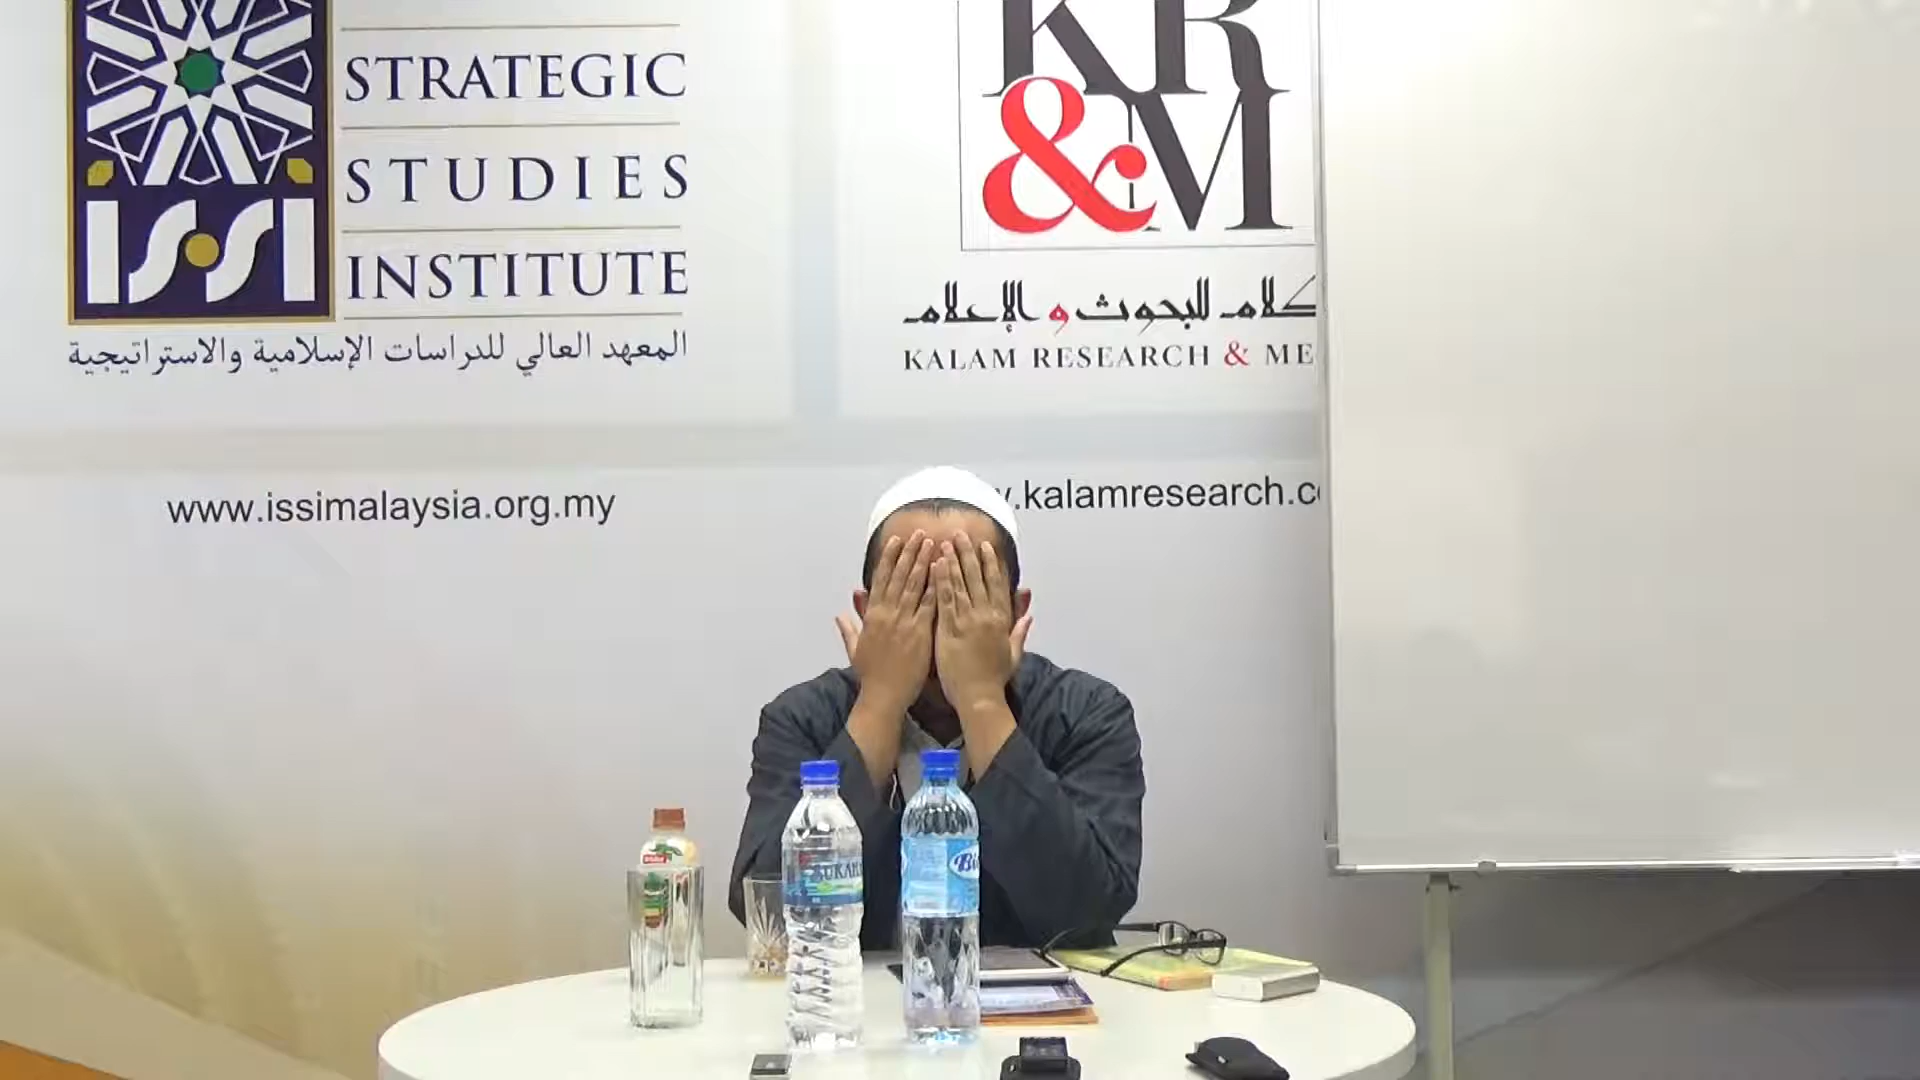 STRATEGIC
STUDIES
INSTITUTE
ISSI
المعهد العالي للدراسات الإسلامية والاستراتيجية
www.issimalaysia.org.my
KR
&M
كلام للبحوث والإعلام
KALAM RESEARCH & ME
.kalamresearch.c